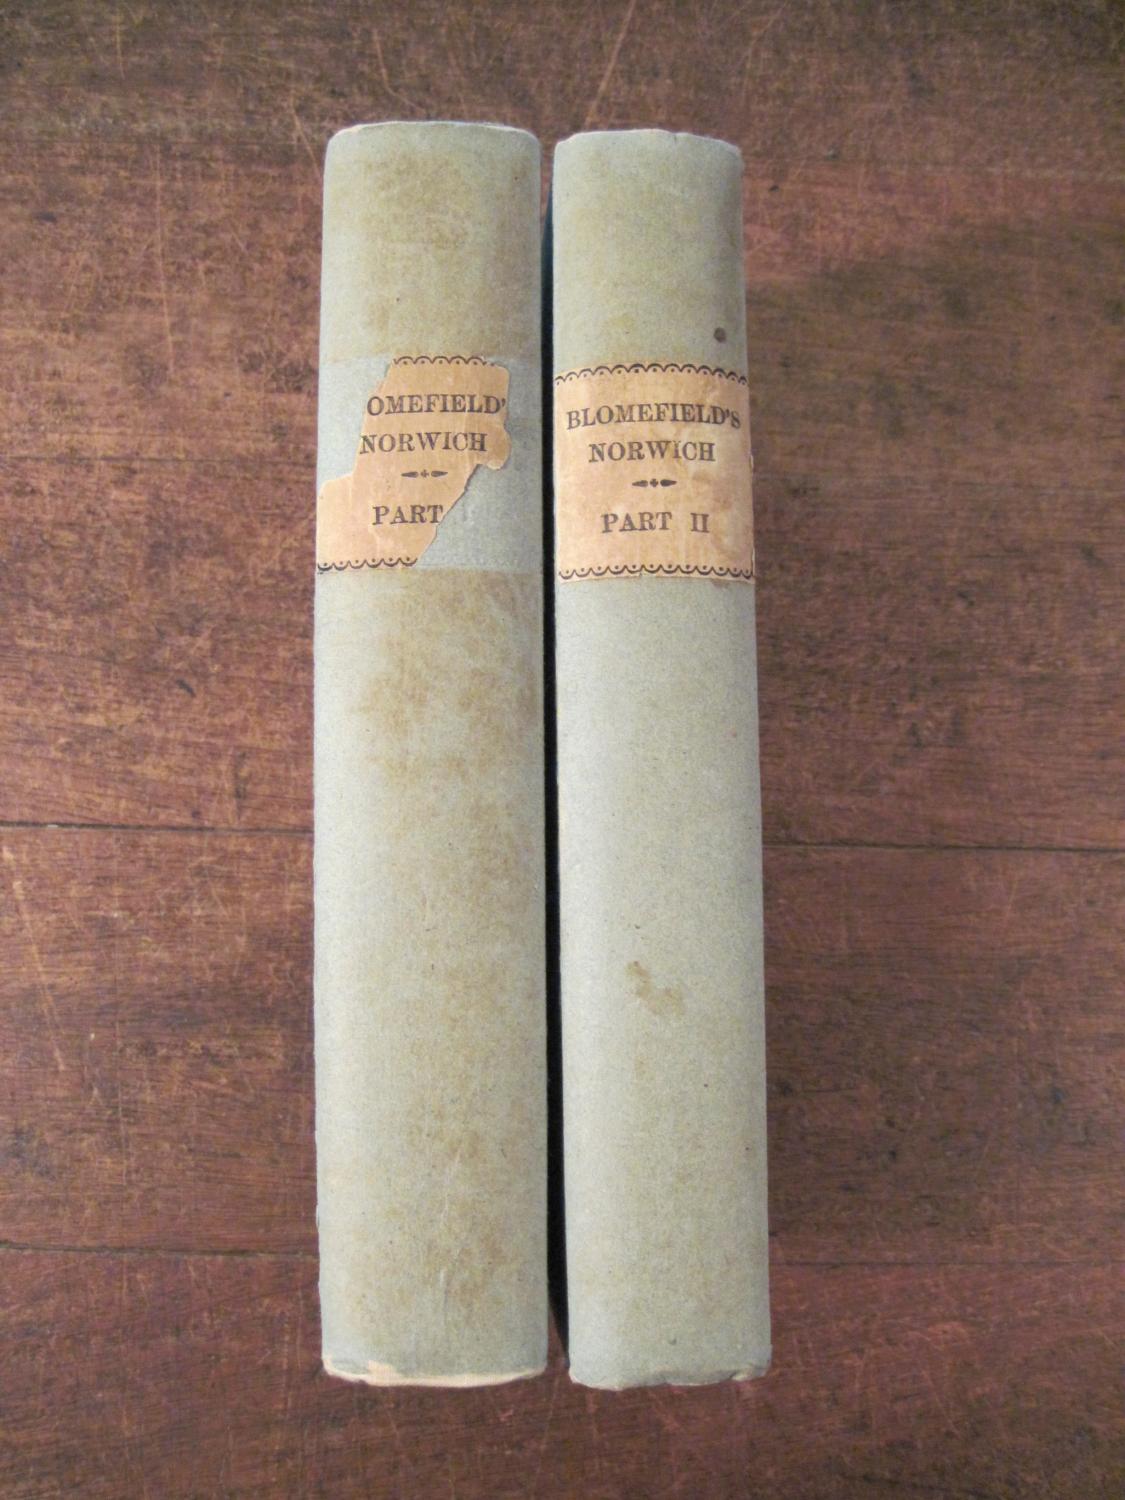 OMEFIELD'
NORWICH
PART
BLOMEFIELD'S
NORWICH
PART II